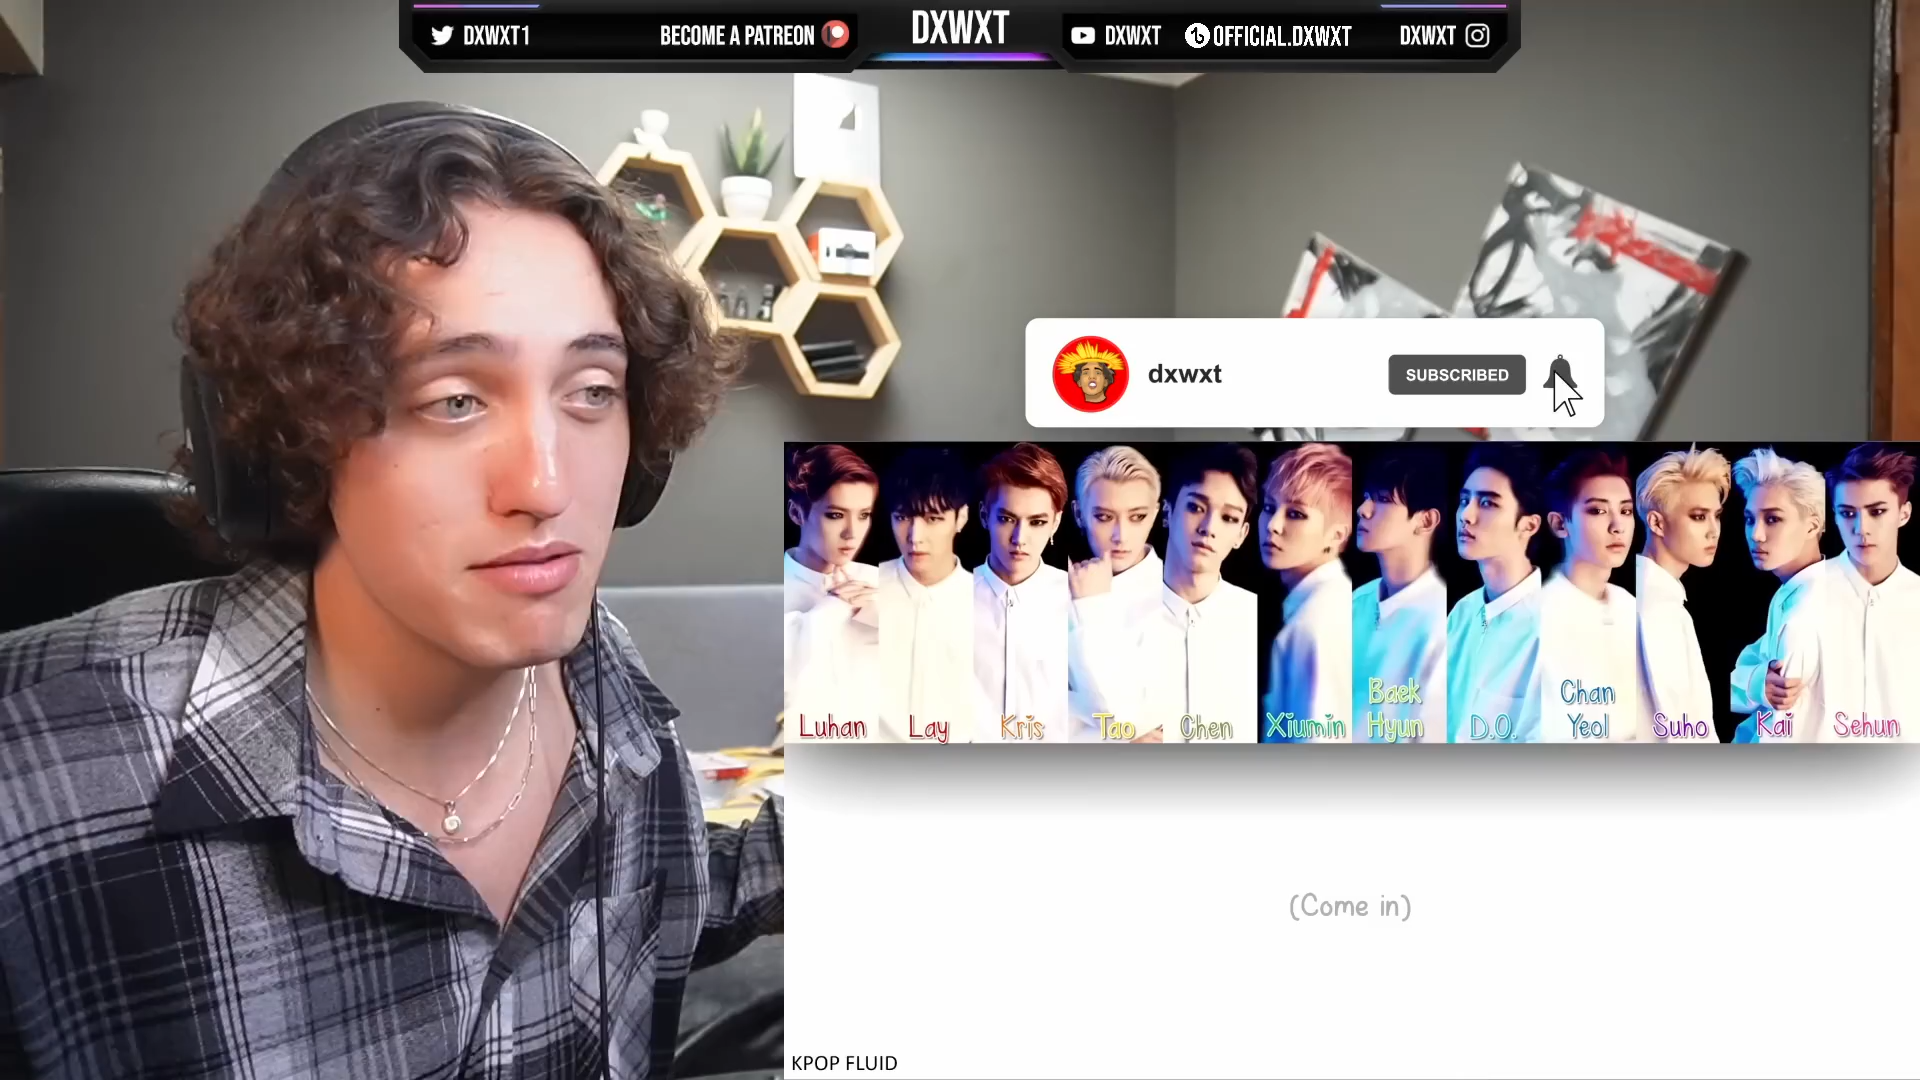 DXWXT1
BECOME A PATREON
DXWXT
DXWXT
OFFICIAL.DXWXT
DXWXT
dxwxt
SUBSCRIBED
Luhan
Lay
Kris
Tao
Chen
Xiumin
Baek
Hyun
D.O.
Chan
Yeol
Suho
Kai
Sehun
(Come in)
KPOP FLUID